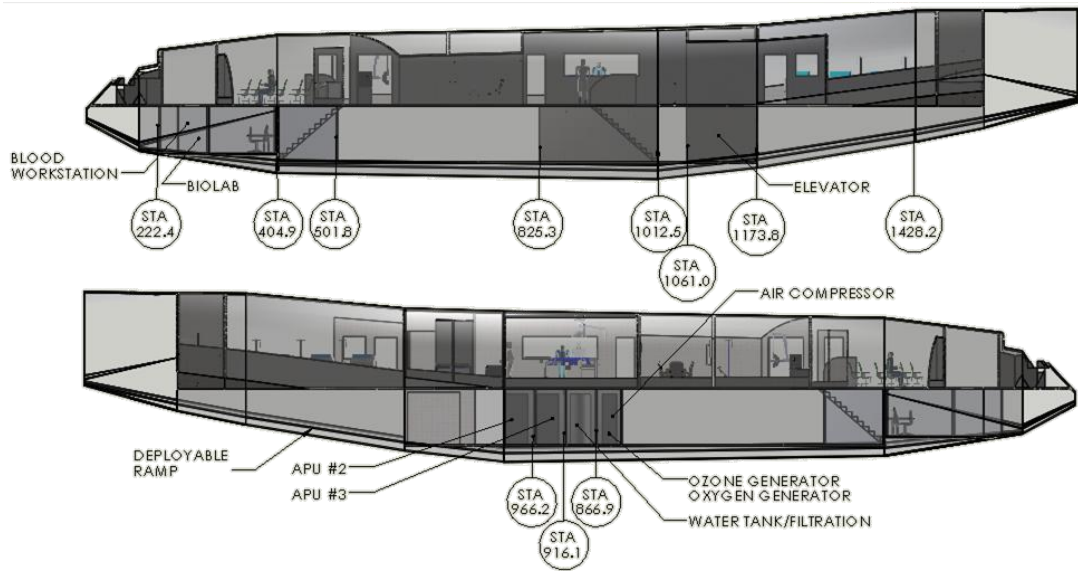 BLOOD
WORKSTATION
BIOLAB
ELEVATOR
STA
222.4
STA
404.9
STA
501.8
STA
825.3
STA
1012.5
STA
1061.0
STA
1173.8
STA
1428.2
AIR COMPRESSOR
DEPLOYABLE
RAMP
APU #2
APU #3
STA
966.2
STA
916.1
STA
866.9
OZONE GENERATOR
OXYGEN GENERATOR
WATER TANK/FILTRATION